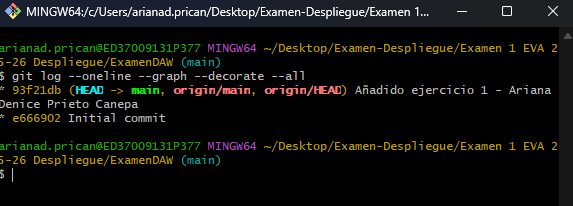 MINGW64:/c/Users/arianad.prican/Desktop/Examen-Despliegue/Examen 1...
arianad.prican@ED37009131P377 MINGW64 ~/Desktop/Examen-Despliegue/Examen 1 EVA 2
5-26 Despliegue/ExamenDAW (main)
$ git log --oneline --graph --decorate --all
* 93f21db (HEAD -> main, origin/main, origin/HEAD) Añadido ejercicio 1 - Ariana
Denice Prieto Canepa
* e666902 Initial commit
arianad.prican@ED37009131P377 MINGW64 ~/Desktop/Examen-Despliegue/Examen 1 EVA 2
5-26 Despliegue/ExamenDAW (main)
$